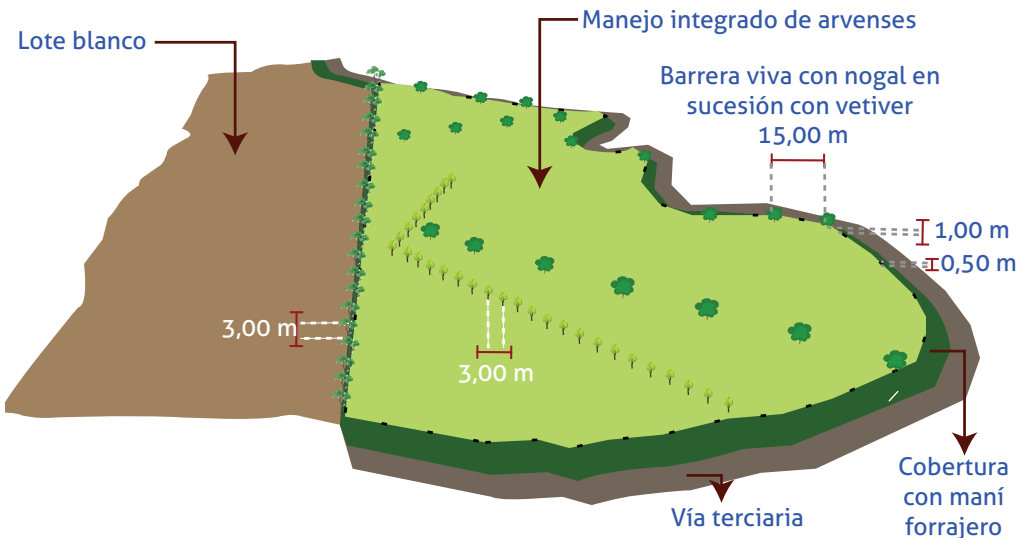 Lote blanco
Manejo integrado de arvenses
Barrera viva con nogal en
sucesión con vetiver
15,00 m
1,00 m
0,50 m
3,00 m
3,00 m
Cobertura
con maní
forrajero
Vía terciaria